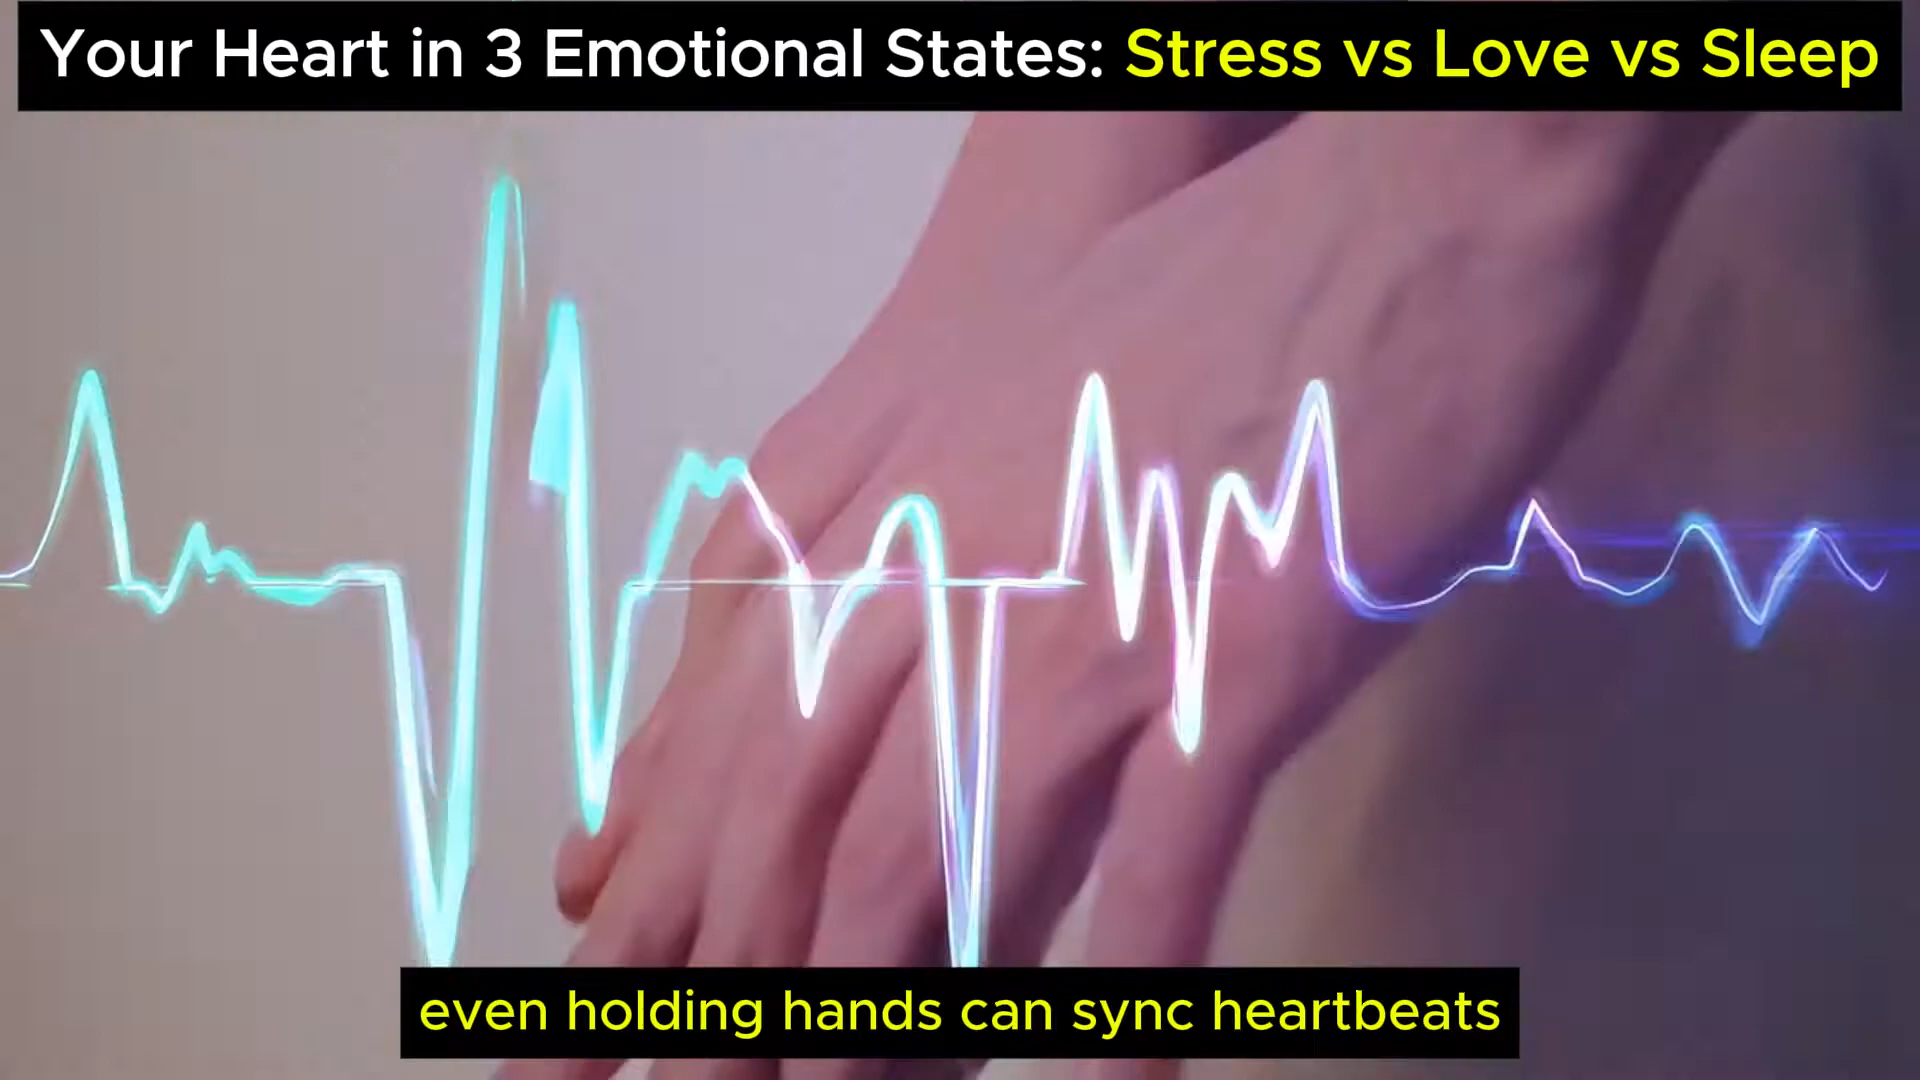 Your Heart in 3 Emotional States: Stress vs Love vs Sleep
even holding hands can sync heartbeats